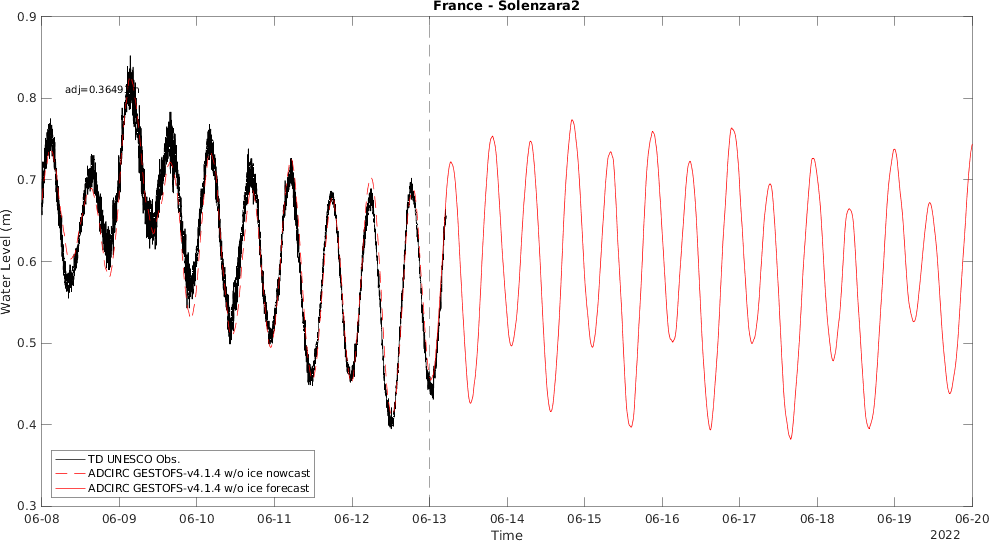 France - Solenzara2
0.9
0.8
0.7
0.6
0.5
0.4
0.3
Water Level (m)
TD UNESCO Obs.
ADCIRC GESTOFS-v4.1.4 w/o ice nowcast
ADCIRC GESTOFS-v4.1.4 w/o ice forecast
06-08 06-09 06-10 06-11 06-12 06-13 06-14 06-15 06-16 06-17 06-18 06-19 06-20
Time
2022